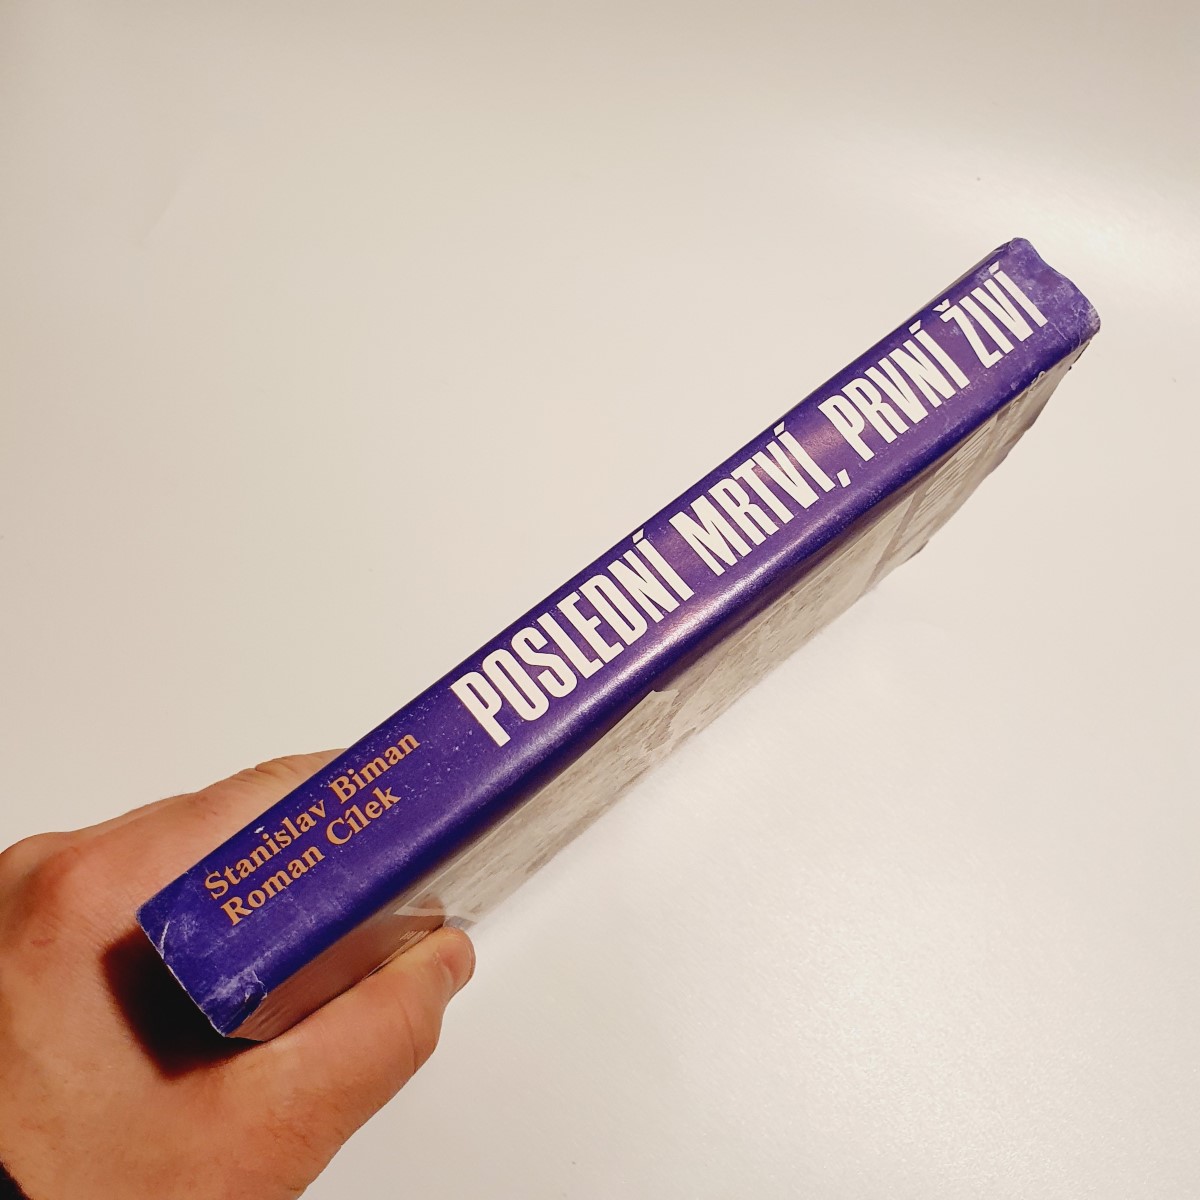 Stanislav Biman
Roman Cílek
POSLEDNÍ MRTVÍ, PRVNÍ ŽIVÍ